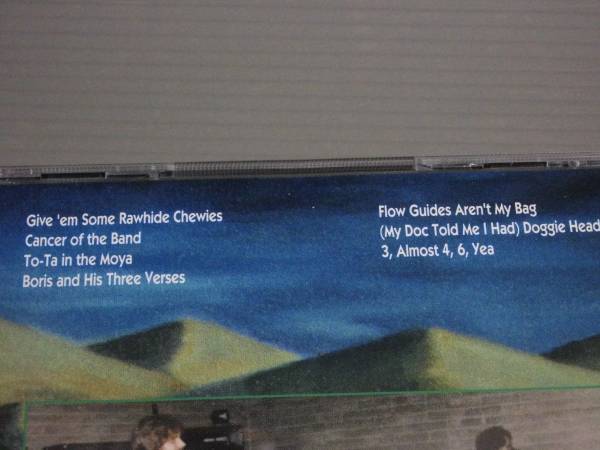 Give 'em Some Rawhide Chewies
Cancer of the Band
To-Ta in the Moya
Boris and His Three Verses
Flow Guides Aren't My Bag
(My Doc Told Me I Had) Doggie Head
3, Almost 4, 6, Yea